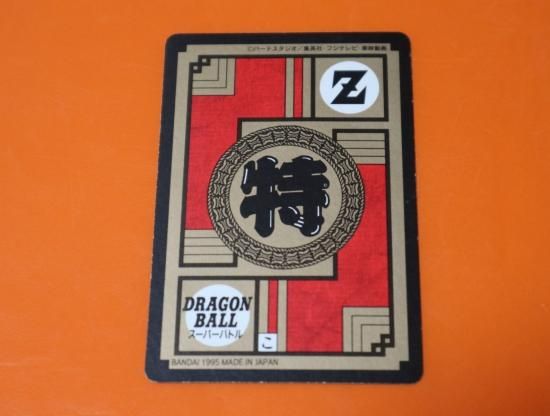 ©バードスタジオ／集英社・フジテレビ・東映動画
Z
特
DRAGON
BALL
スーパーバトル
こ
BANDAI 1995 MADE IN JAPAN